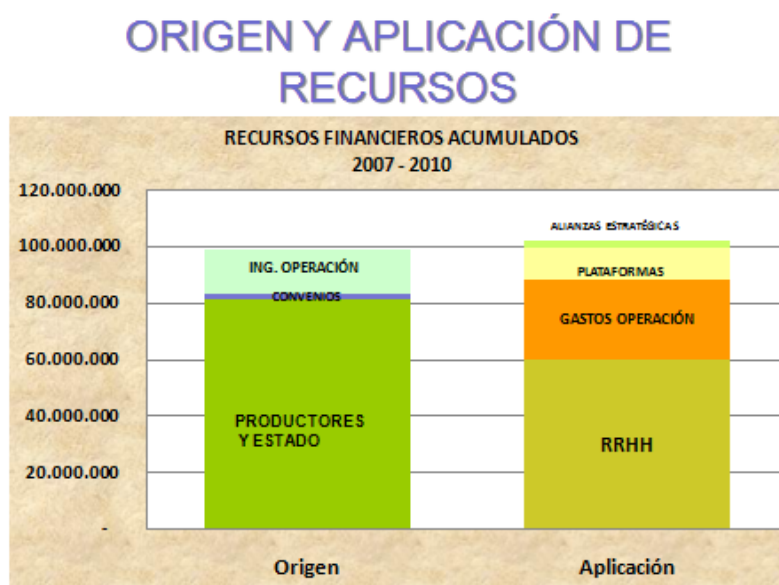 ORIGEN Y APLICACIÓN DE
RECURSOS
RECURSOS FINANCIEROS ACUMULADOS
2007 - 2010
120.000.000
100.000.000
80.000.000
60.000.000
40.000.000
20.000.000
-
ING. OPERACIÓN
CONVENIOS
PRODUCTORES
Y ESTADO
ALIANZAS ESTRATÉGICAS
PLATAFORMAS
GASTOS OPERACIÓN
RRHH
Origen
Aplicación